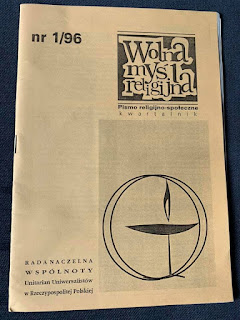 nr 1/96
Wolna
myśl
religijna
Pismo religijno-społeczne
kwartalnik
RADA NACZELNA
WSPÓLNOTY
Unitarian Uniwersalistów
w Rzeczypospolitej Polskiej